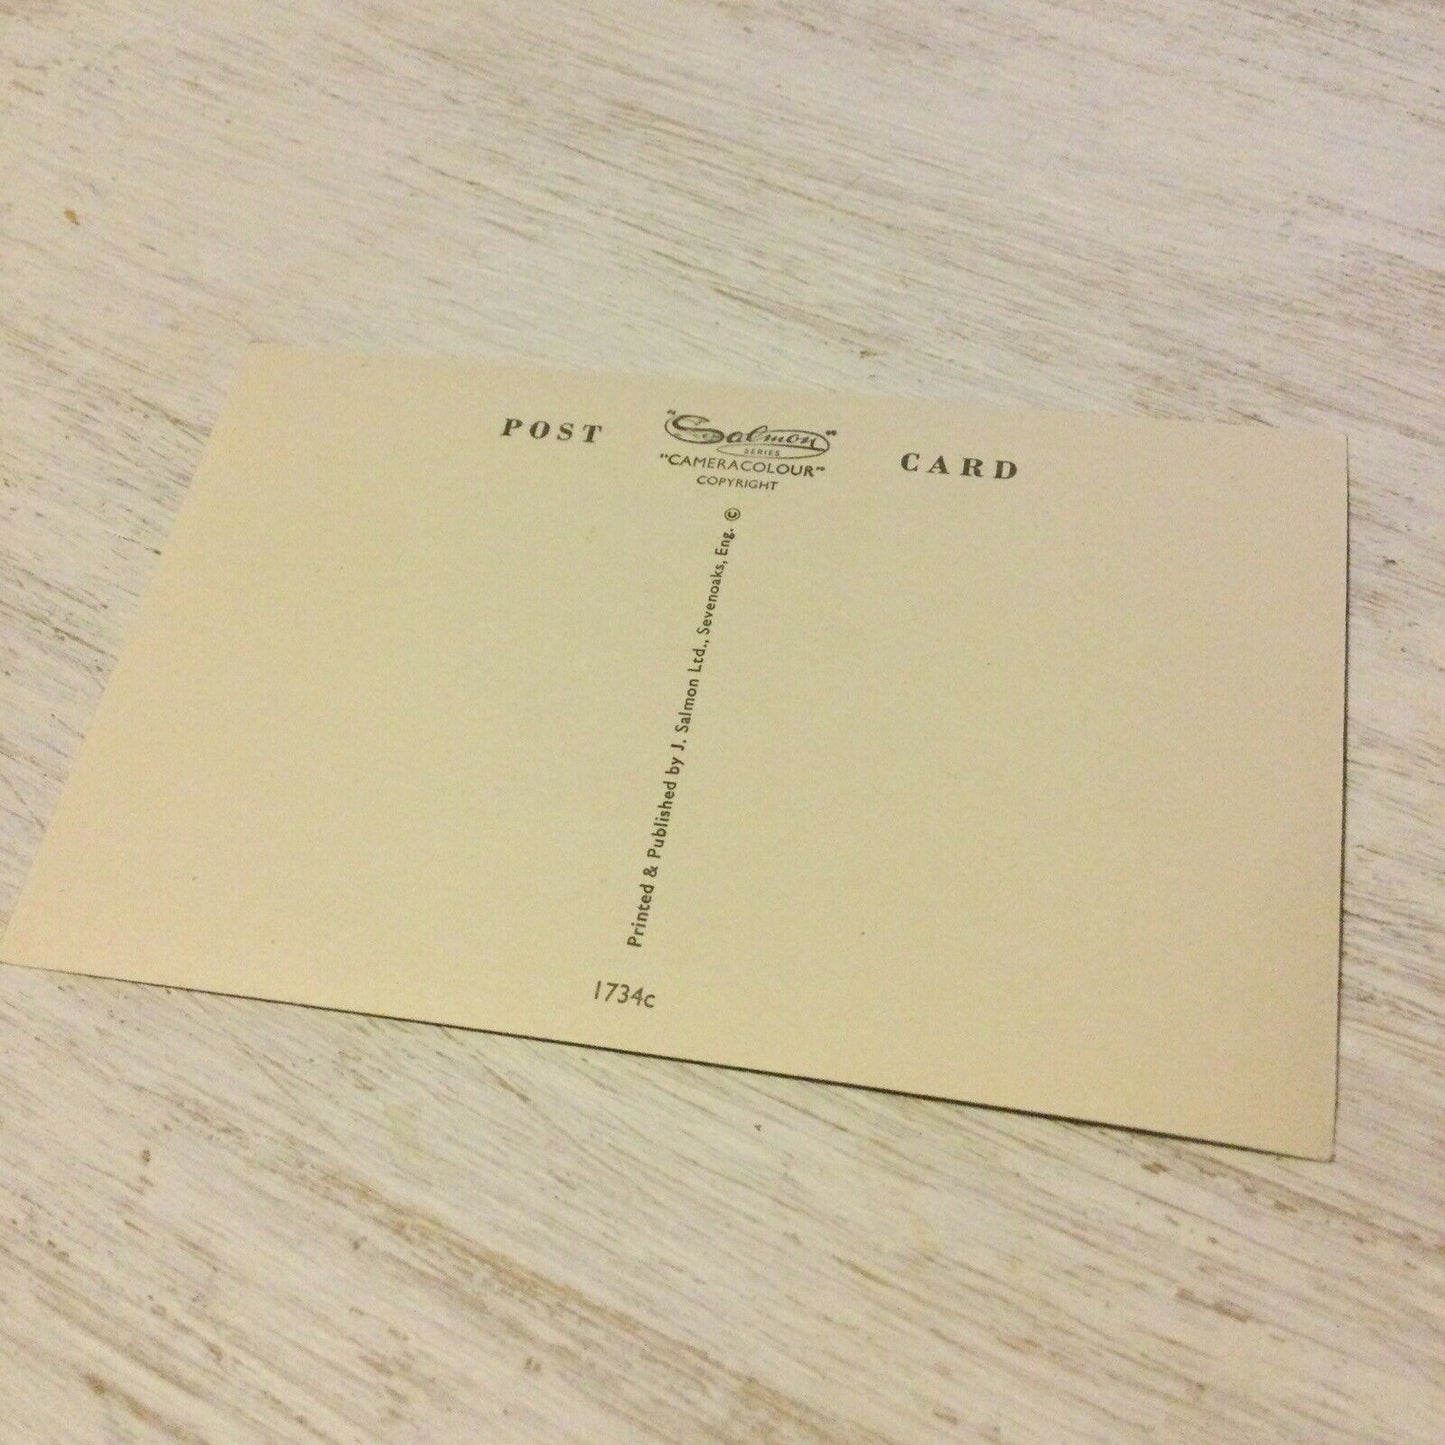 POST CARD
"Salmon"
SERIES
"CAMERACOLOUR"
COPYRIGHT
Printed & Published by J. Salmon Ltd., Sevenoaks, Eng. ©
1734c